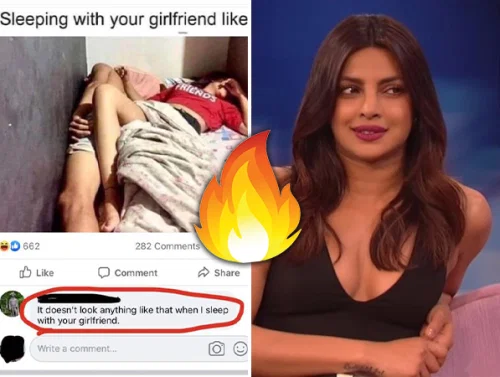 Sleeping with your girlfriend like
FRIENDS
662
282 Comments
Like
Comment
Share
It doesn't look anything like that when I sleep
with your girlfriend.
Write a comment...